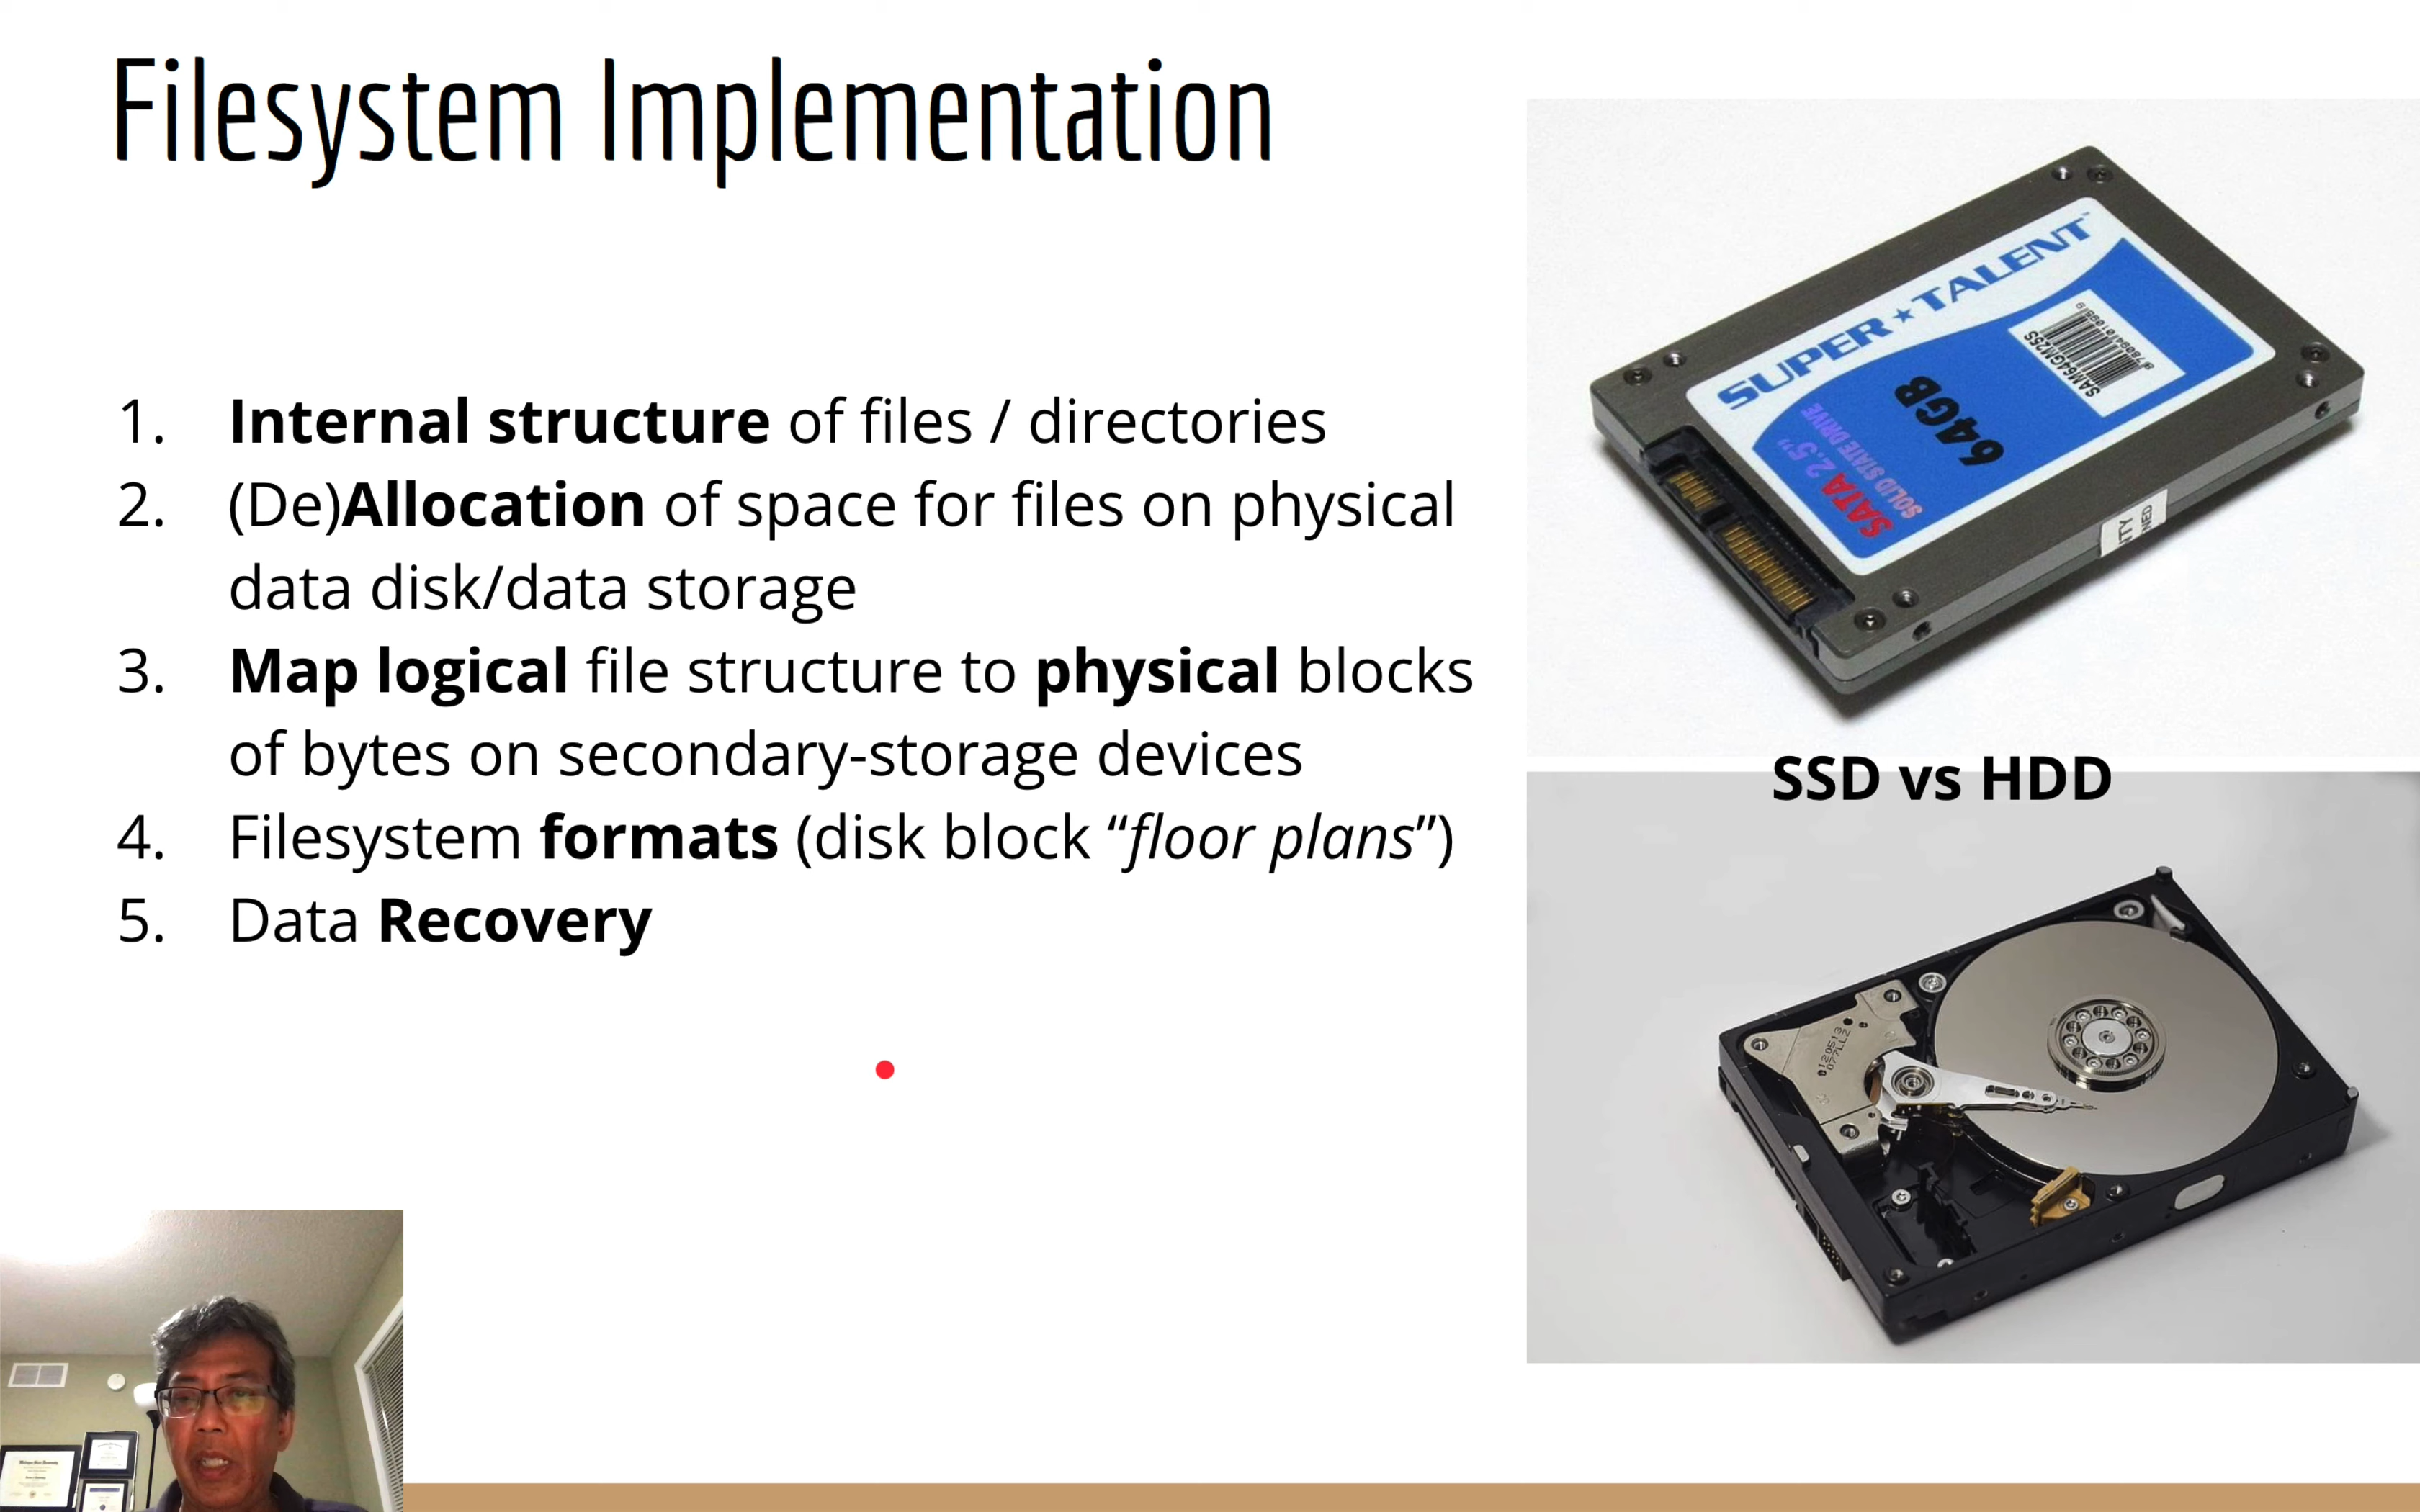 Filesystem Implementation
1. Internal structure of files / directories
2. (De)Allocation of space for files on physical
data disk/data storage
3. Map logical file structure to physical blocks
of bytes on secondary-storage devices
4. Filesystem formats (disk block “floor plans”)
5. Data Recovery
SUPER★TALENT
SAM64GM25S
64GB
SATA 2.5”
SOLID STATE DRIVE
SSD vs HDD